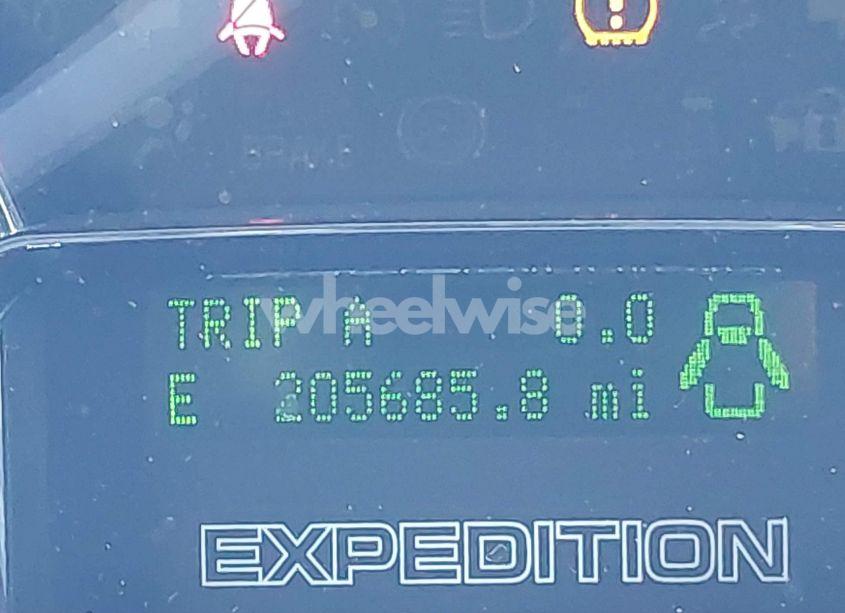 TRIP A 0.0
wheelwise
E 205685.8 mi
EXPEDITION